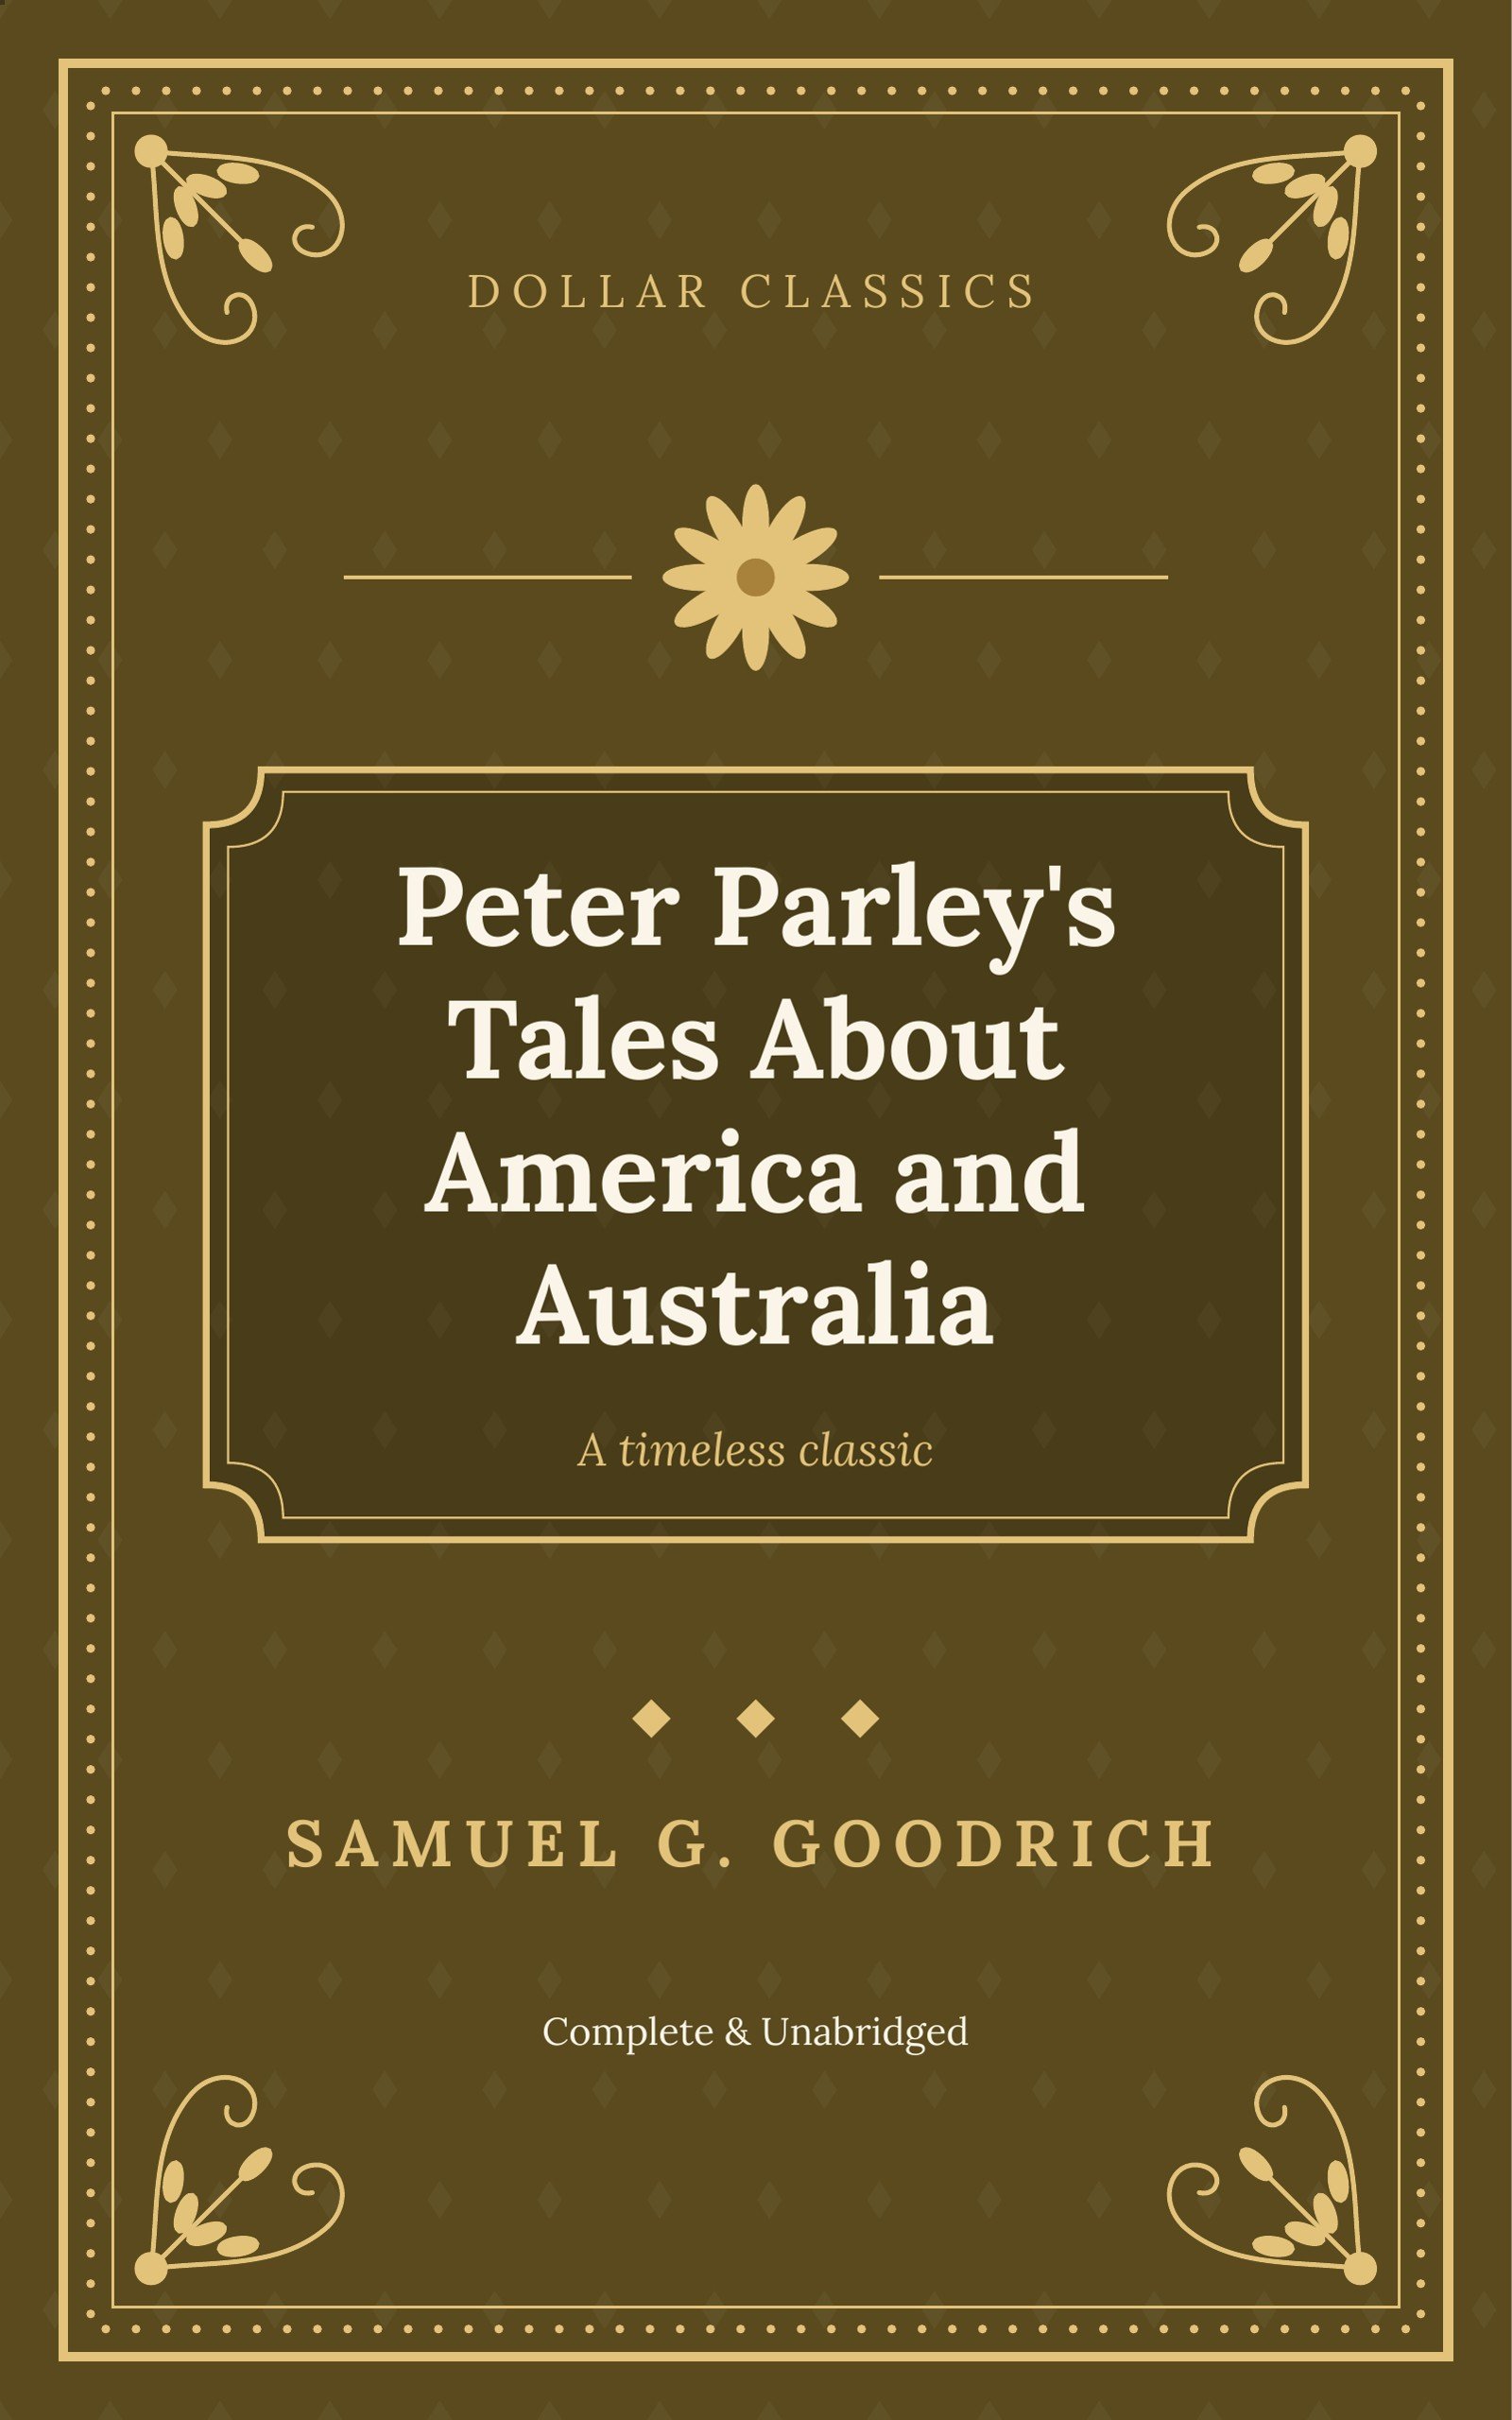 DOLLAR CLASSICS
Peter Parley's
Tales About
America and
Australia
A timeless classic
SAMUEL G. GOODRICH
Complete & Unabridged